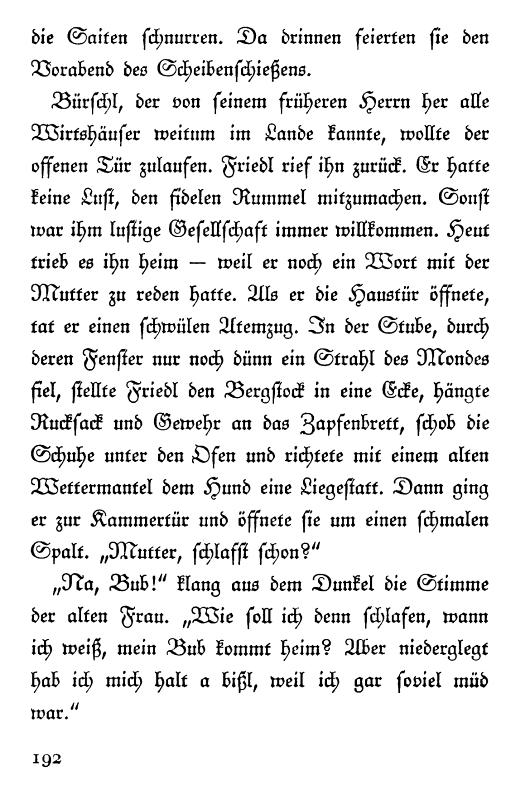 die Saiten schnurren. Da drinnen feierten sie den
Vorabend des Scheibenschießens.
Bürschl, der von seinem früheren Herrn her alle
Wirtshäuser weitum im Lande kannte, wollte der
offenen Tür zulaufen. Friedl rief ihn zurück. Er hatte
keine Lust, den fidelen Rummel mitzumachen. Sonst
war ihm lustige Gesellschaft immer willkommen. Heut
trieb es ihn heim — weil er noch ein Wort mit der
Mutter zu reden hatte. Als er die Haustür öffnete,
tat er einen schwülen Atemzug. In der Stube, durch
deren Fenster nur noch dünn ein Strahl des Mondes
fiel, stellte Friedl den Bergstock in eine Ecke, hängte
Rucksack und Gewehr an das Zapfenbrett, schob die
Schuhe unter den Ofen und richtete mit einem alten
Wettermantel dem Hund eine Liegestatt. Dann ging
er zur Kammertür und öffnete sie um einen schmalen
Spalt. „Mutter, schlafst schon?“
„Na, Bub!“ klang aus dem Dunkel die Stimme
der alten Frau. „Wie soll ich denn schlafen, wann
ich weiß, mein Bub kommt heim? Aber niederglegt
hab ich mich halt a bißl, weil ich gar soviel müd
war.“
192